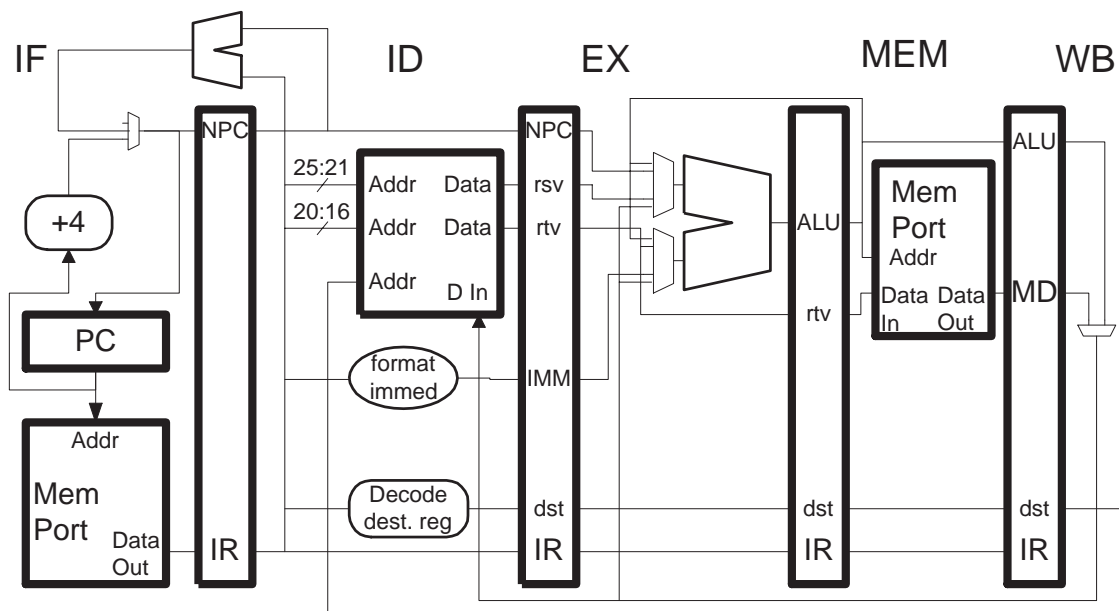 IF
ID
EX
MEM
WB
NPC
NPC
ALU
25:21
Addr
Data
rsv
20:16
Addr
Data
rtv
Addr
D In
+4
PC
Addr
Mem
Port
Data
Out
IR
format
immed
IMM
Decode
dest. reg
dst
IR
ALU
rtv
dst
IR
Mem
Port
Addr
Data
In
Data
Out
MD
dst
IR